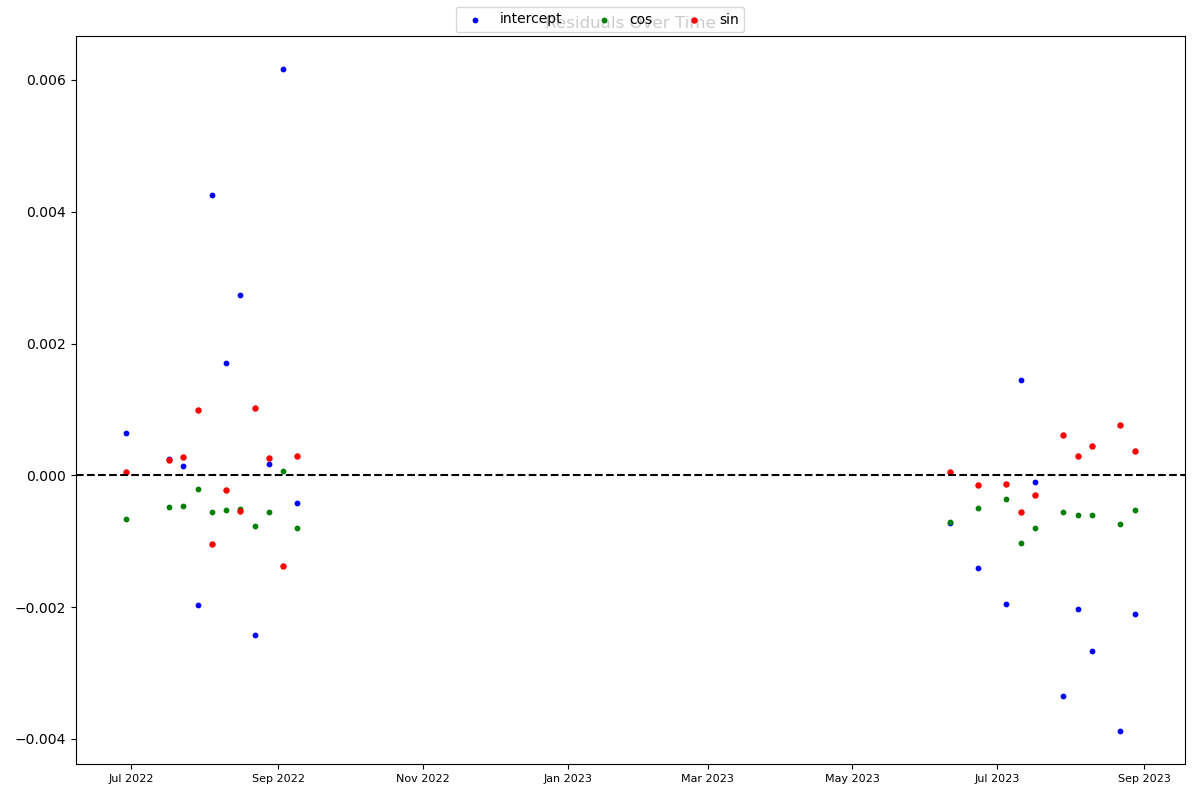 Residuals Over Time
intercept cos sin
0.006
0.004
0.002
0.000
−0.002
−0.004
Jul 2022 Sep 2022 Nov 2022 Jan 2023 Mar 2023 May 2023 Jul 2023 Sep 2023